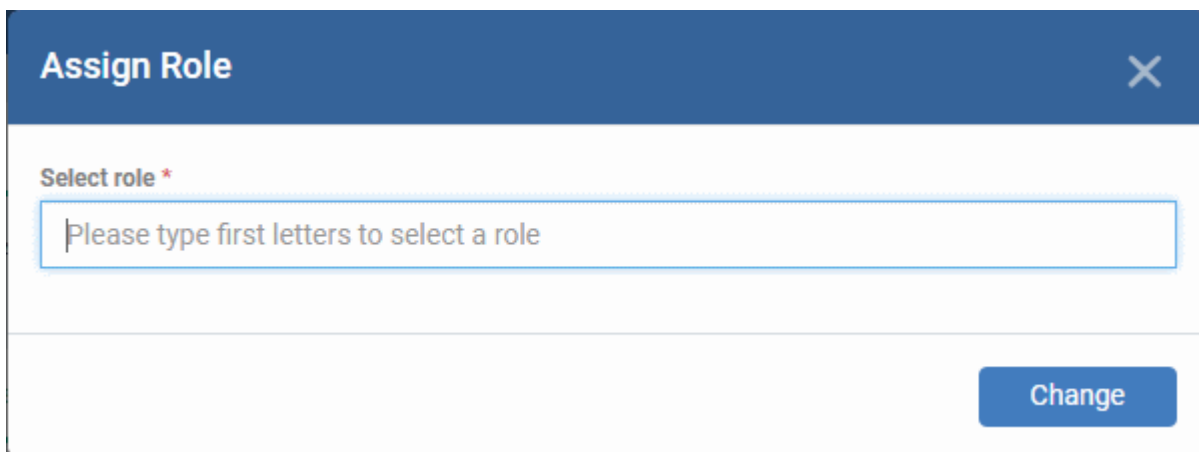 Assign Role
Select role *
Please type first letters to select a role
Change